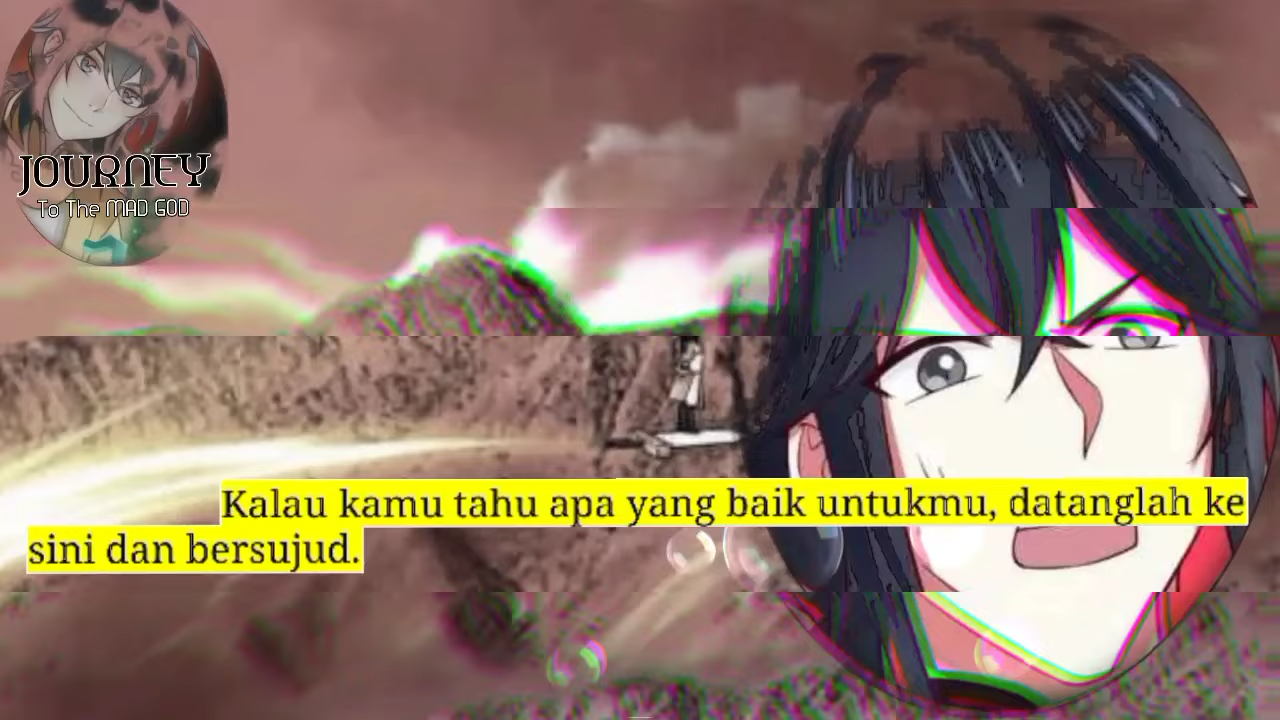 JOURNEY
To The MAD GOD
Kalau kamu tahu apa yang baik untukmu, datanglah ke
sini dan bersujud.